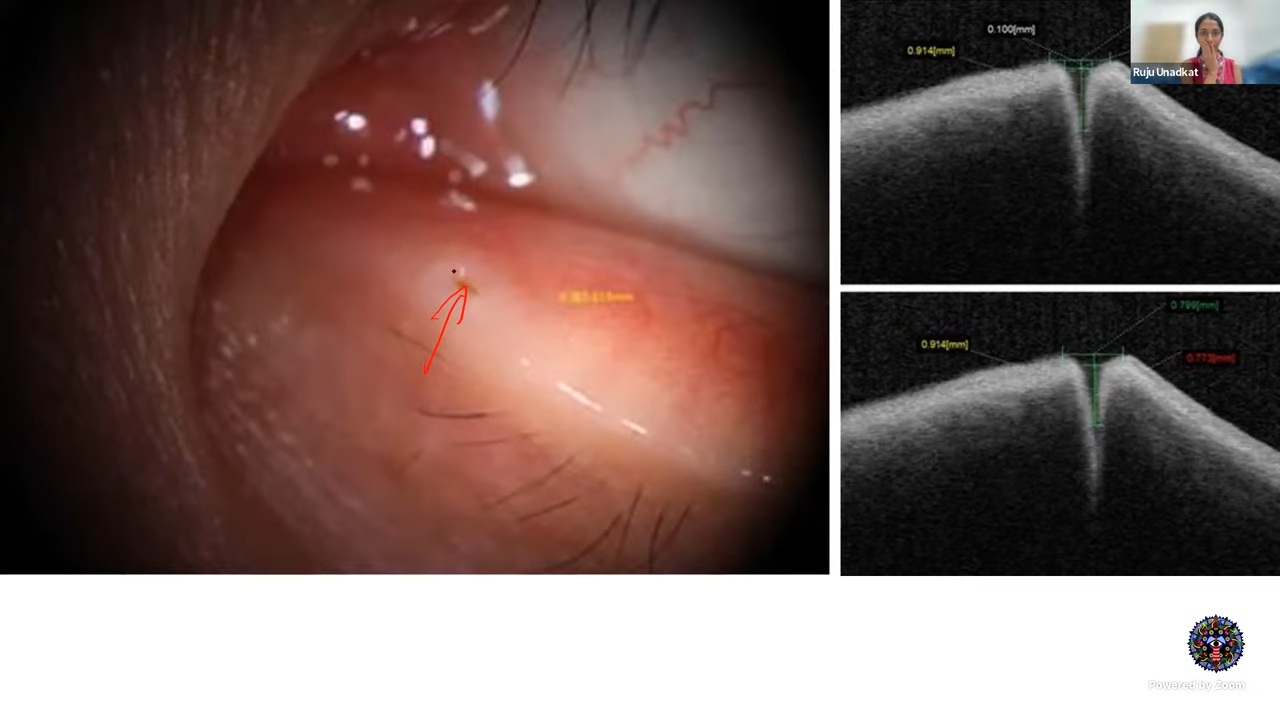 0.100[mm]
0.914[mm]
Ruju Unadkat
0.799[mm]
0.914[mm]
0.773[mm]
Powered by Zoom